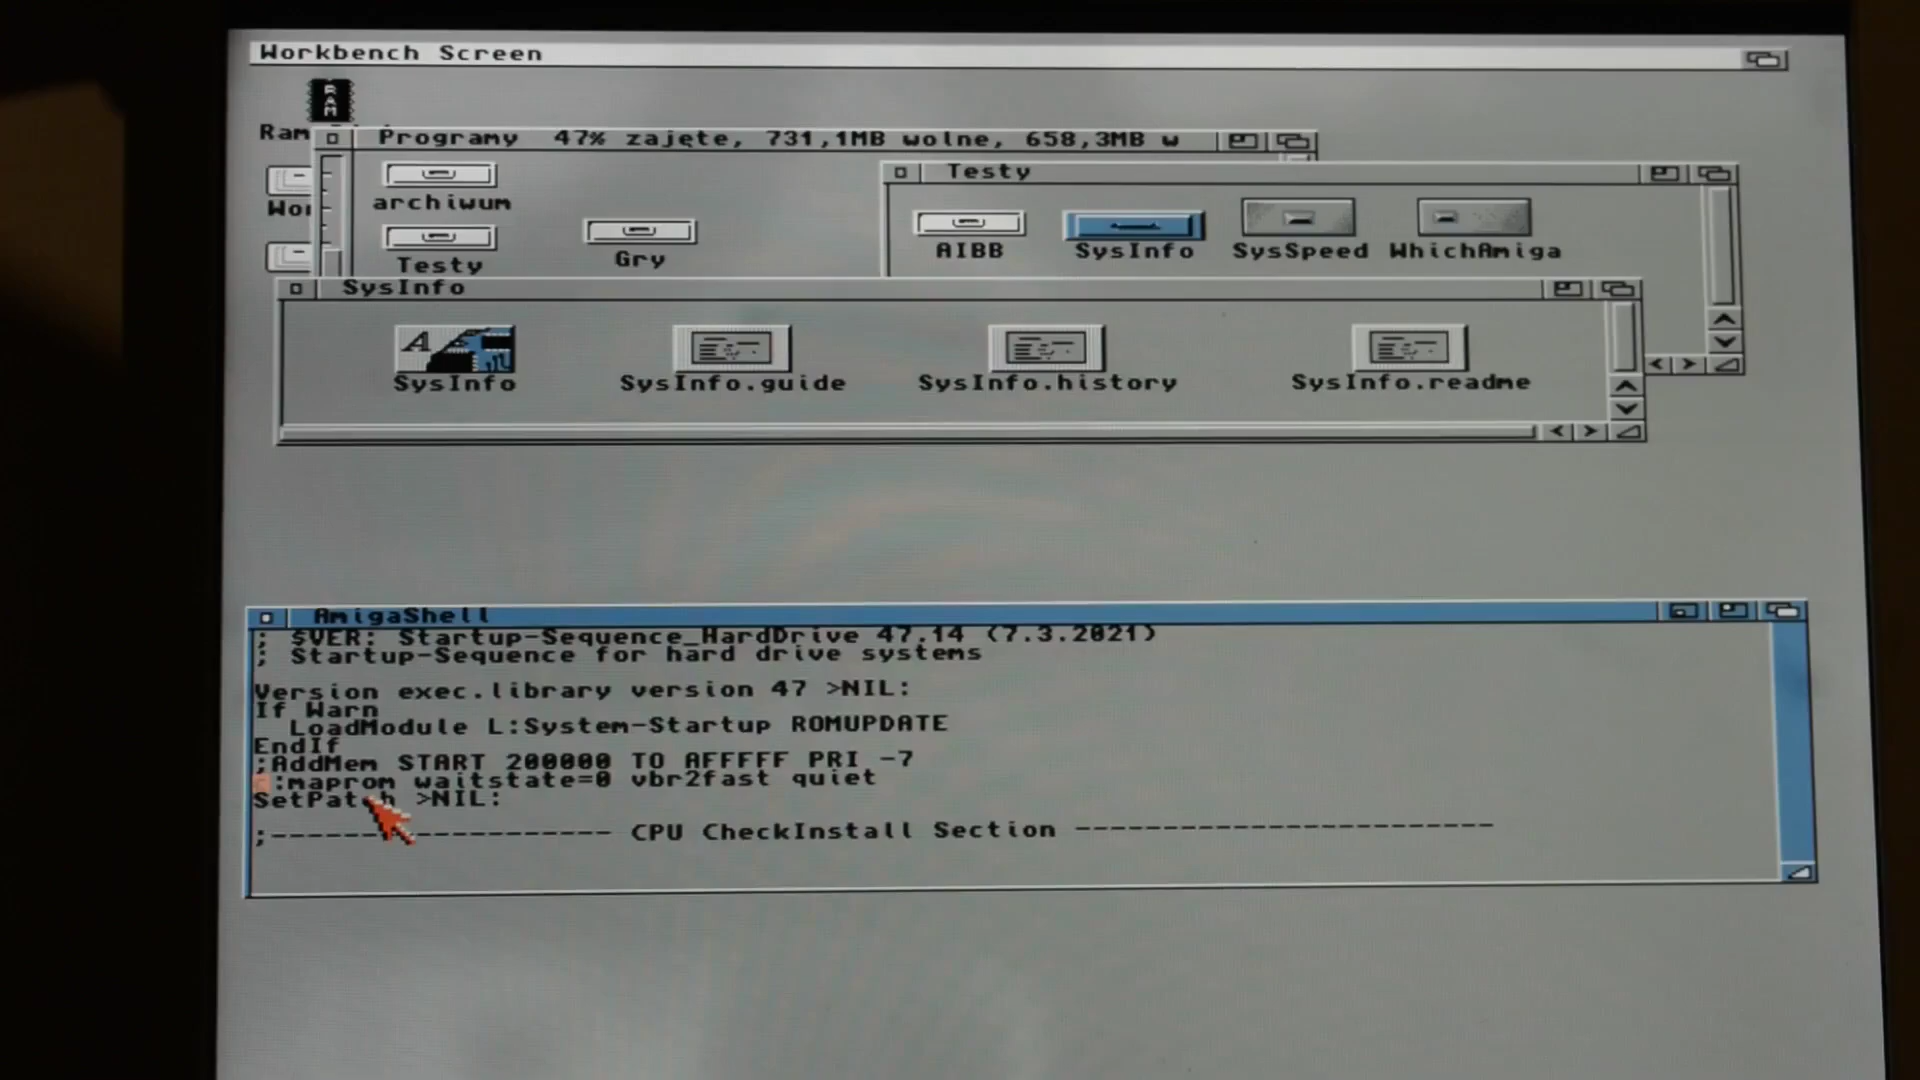 Workbench Screen
RAM
Ram
Programy 47% zajęte, 731,1MB wolne, 658,3MB w
archiwum
Testy
Gry
Testy
AIBB
SysInfo
SysSpeed
WhichAmiga
SysInfo
SysInfo
SysInfo.guide
SysInfo.history
SysInfo.readme
AmigaShell
; $VER: Startup-Sequence_HardDrive 47.14 (7.3.2021)
; Startup-Sequence for hard drive systems
Version exec.library version 47 >NIL:
If Warn
LoadModule L:System-Startup ROMUPDATE
EndIf
;AddMem START 200000 TO AFFFFF PRI -7
:maprom waitstate=0 vbr2fast quiet
SetPatch >NIL:
;------------------- CPU CheckInstall Section -----------------------